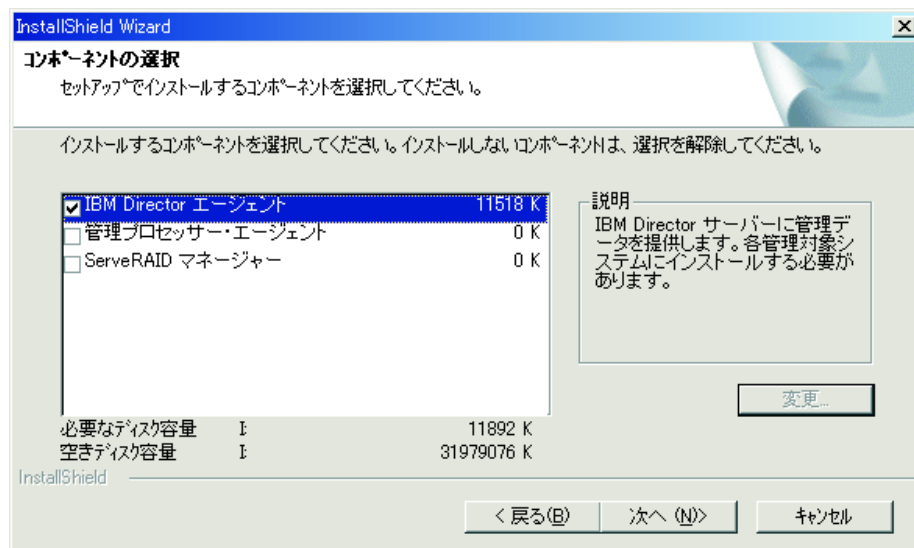 InstallShield Wizard
コンポーネントの選択
セットアップでインストールするコンポーネントを選択してください。
インストールするコンポーネントを選択してください。インストールしないコンポーネントは、選択を解除してください。
IBM Director エージェント 11518 K
管理プロセッサー・エージェント 0 K
ServeRAID マネージャー 0 K
説明
IBM Director サーバーに管理デ
ータを提供します。各管理対象シ
ステムにインストールする必要が
あります。
変更...
必要なディスク容量 I: 11892 K
空きディスク容量 I: 31979076 K
InstallShield
< 戻る(B)
次へ (N)>
キャンセル